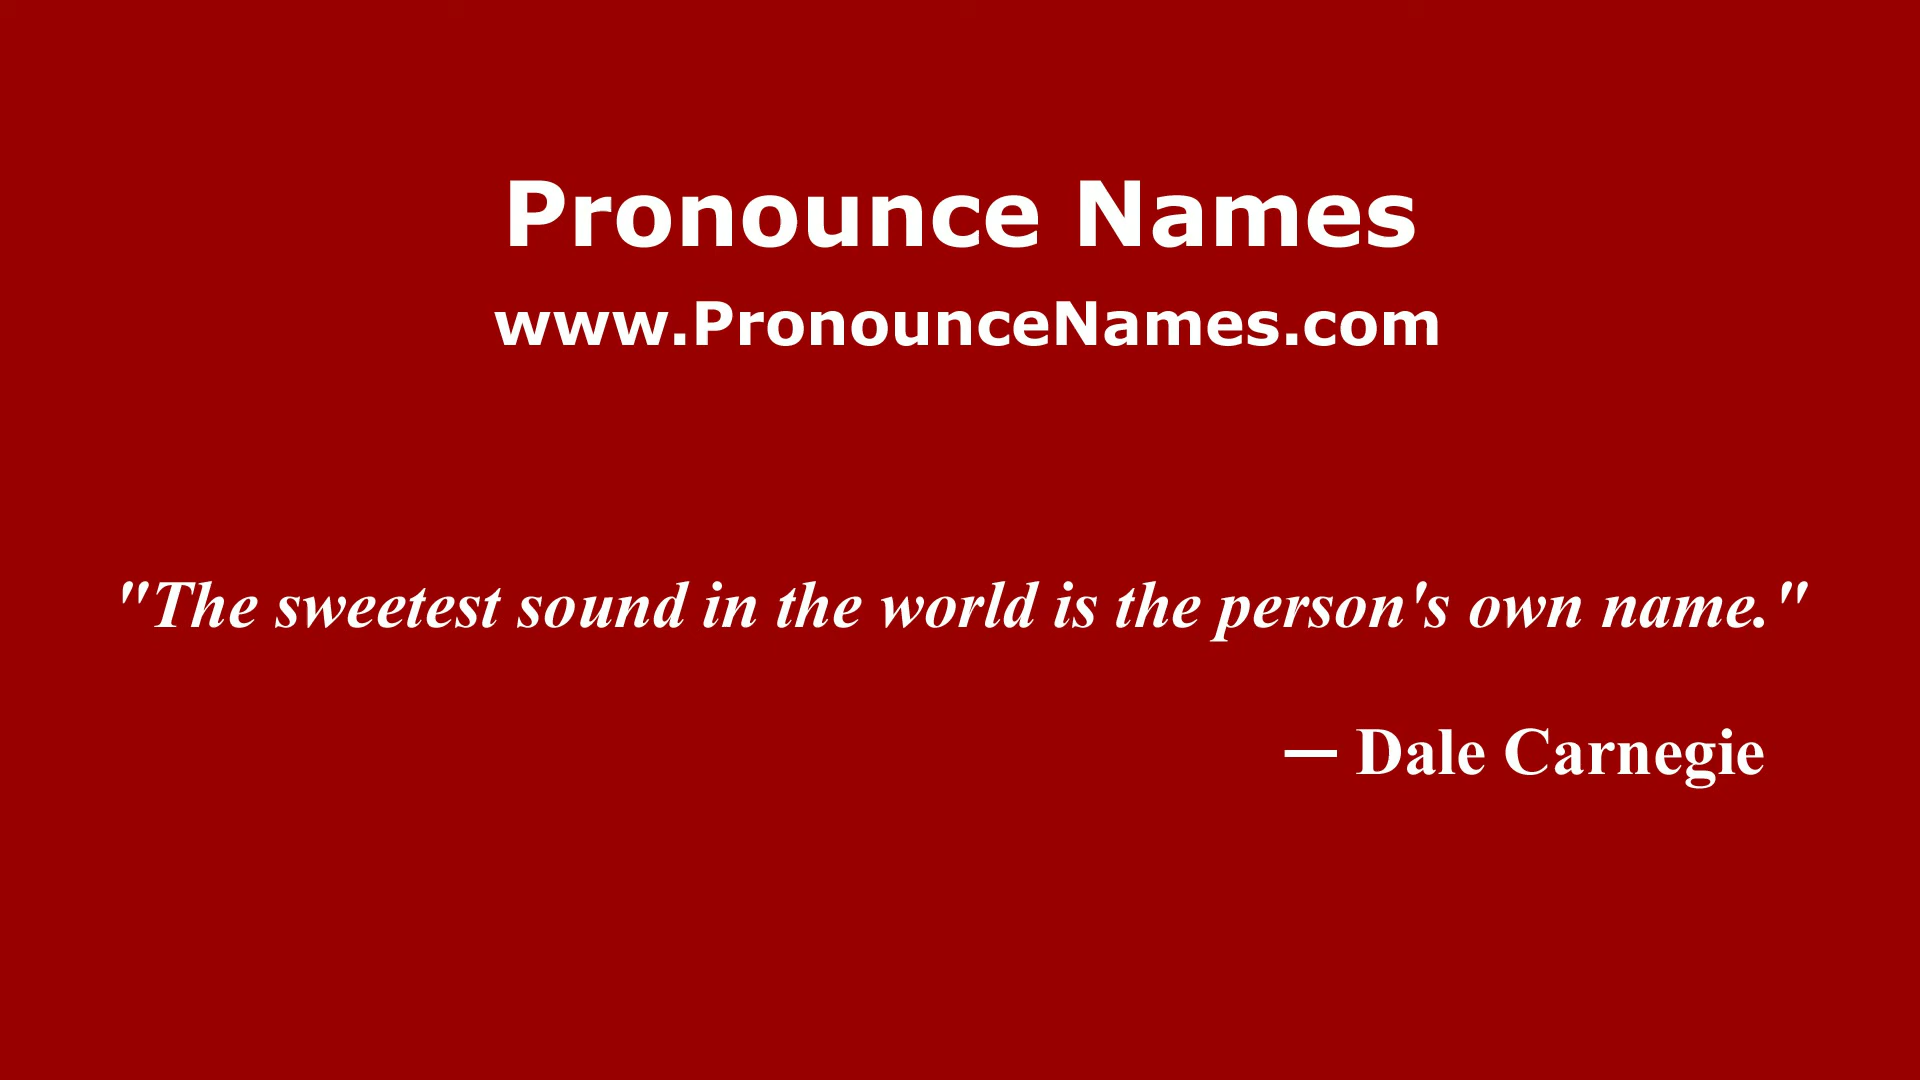 Pronounce Names
www.PronounceNames.com
"The sweetest sound in the world is the person's own name."
— Dale Carnegie